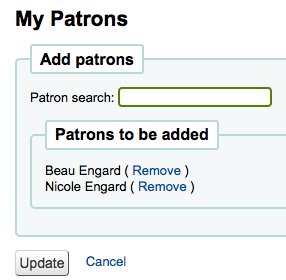 My Patrons
Add patrons
Patron search:
Patrons to be added
Beau Engard ( Remove )
Nicole Engard ( Remove )
Update Cancel